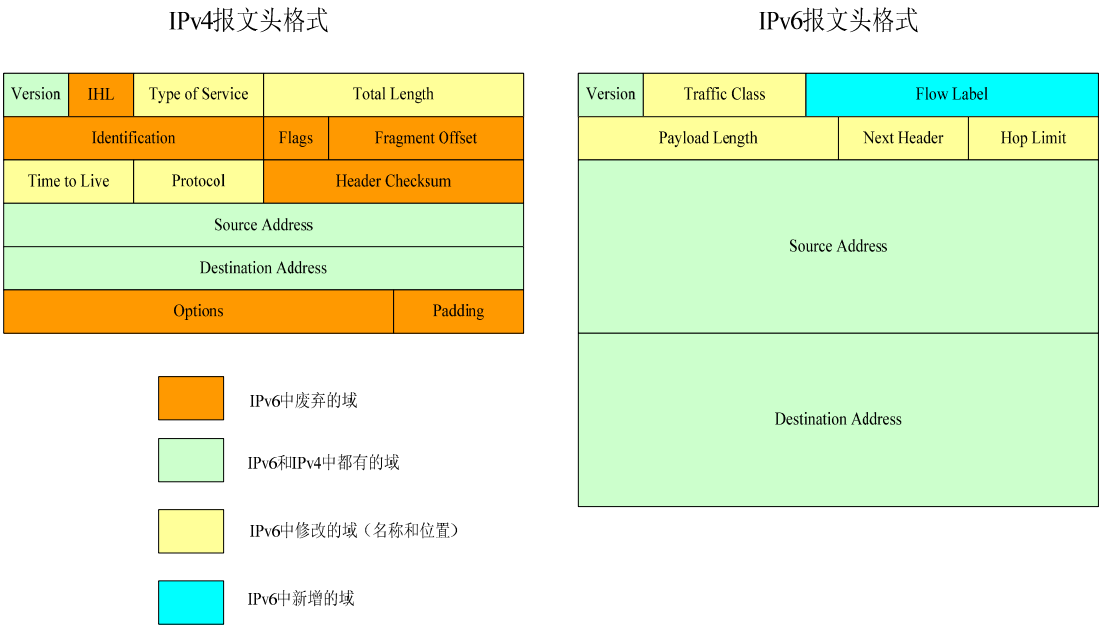 IPv4报文头格式
Version IHL Type of Service Total Length
Identification Flags Fragment Offset
Time to Live Protocol Header Checksum
Source Address
Destination Address
Options Padding
IPv6报文头格式
Version Traffic Class Flow Label
Payload Length Next Header Hop Limit
Source Address
Destination Address
IPv6中废弃的域
IPv6和IPv4中都有的域
IPv6中修改的域（名称和位置）
IPv6中新增的域